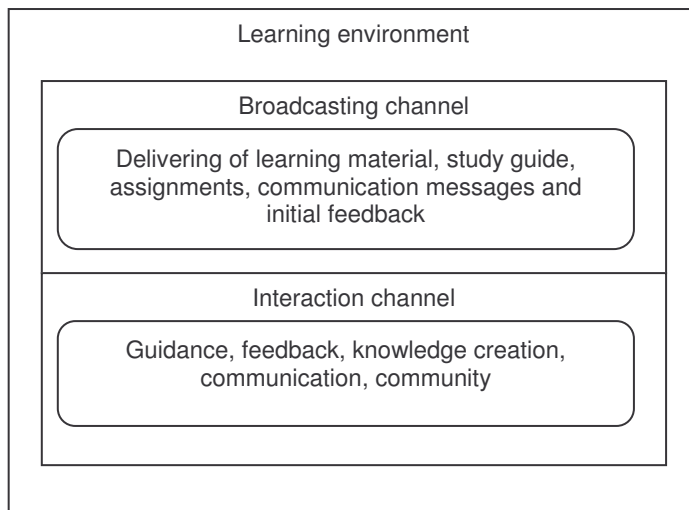 Learning environment
Broadcasting channel
Delivering of learning material, study guide,
assignments, communication messages and
initial feedback
Interaction channel
Guidance, feedback, knowledge creation,
communication, community